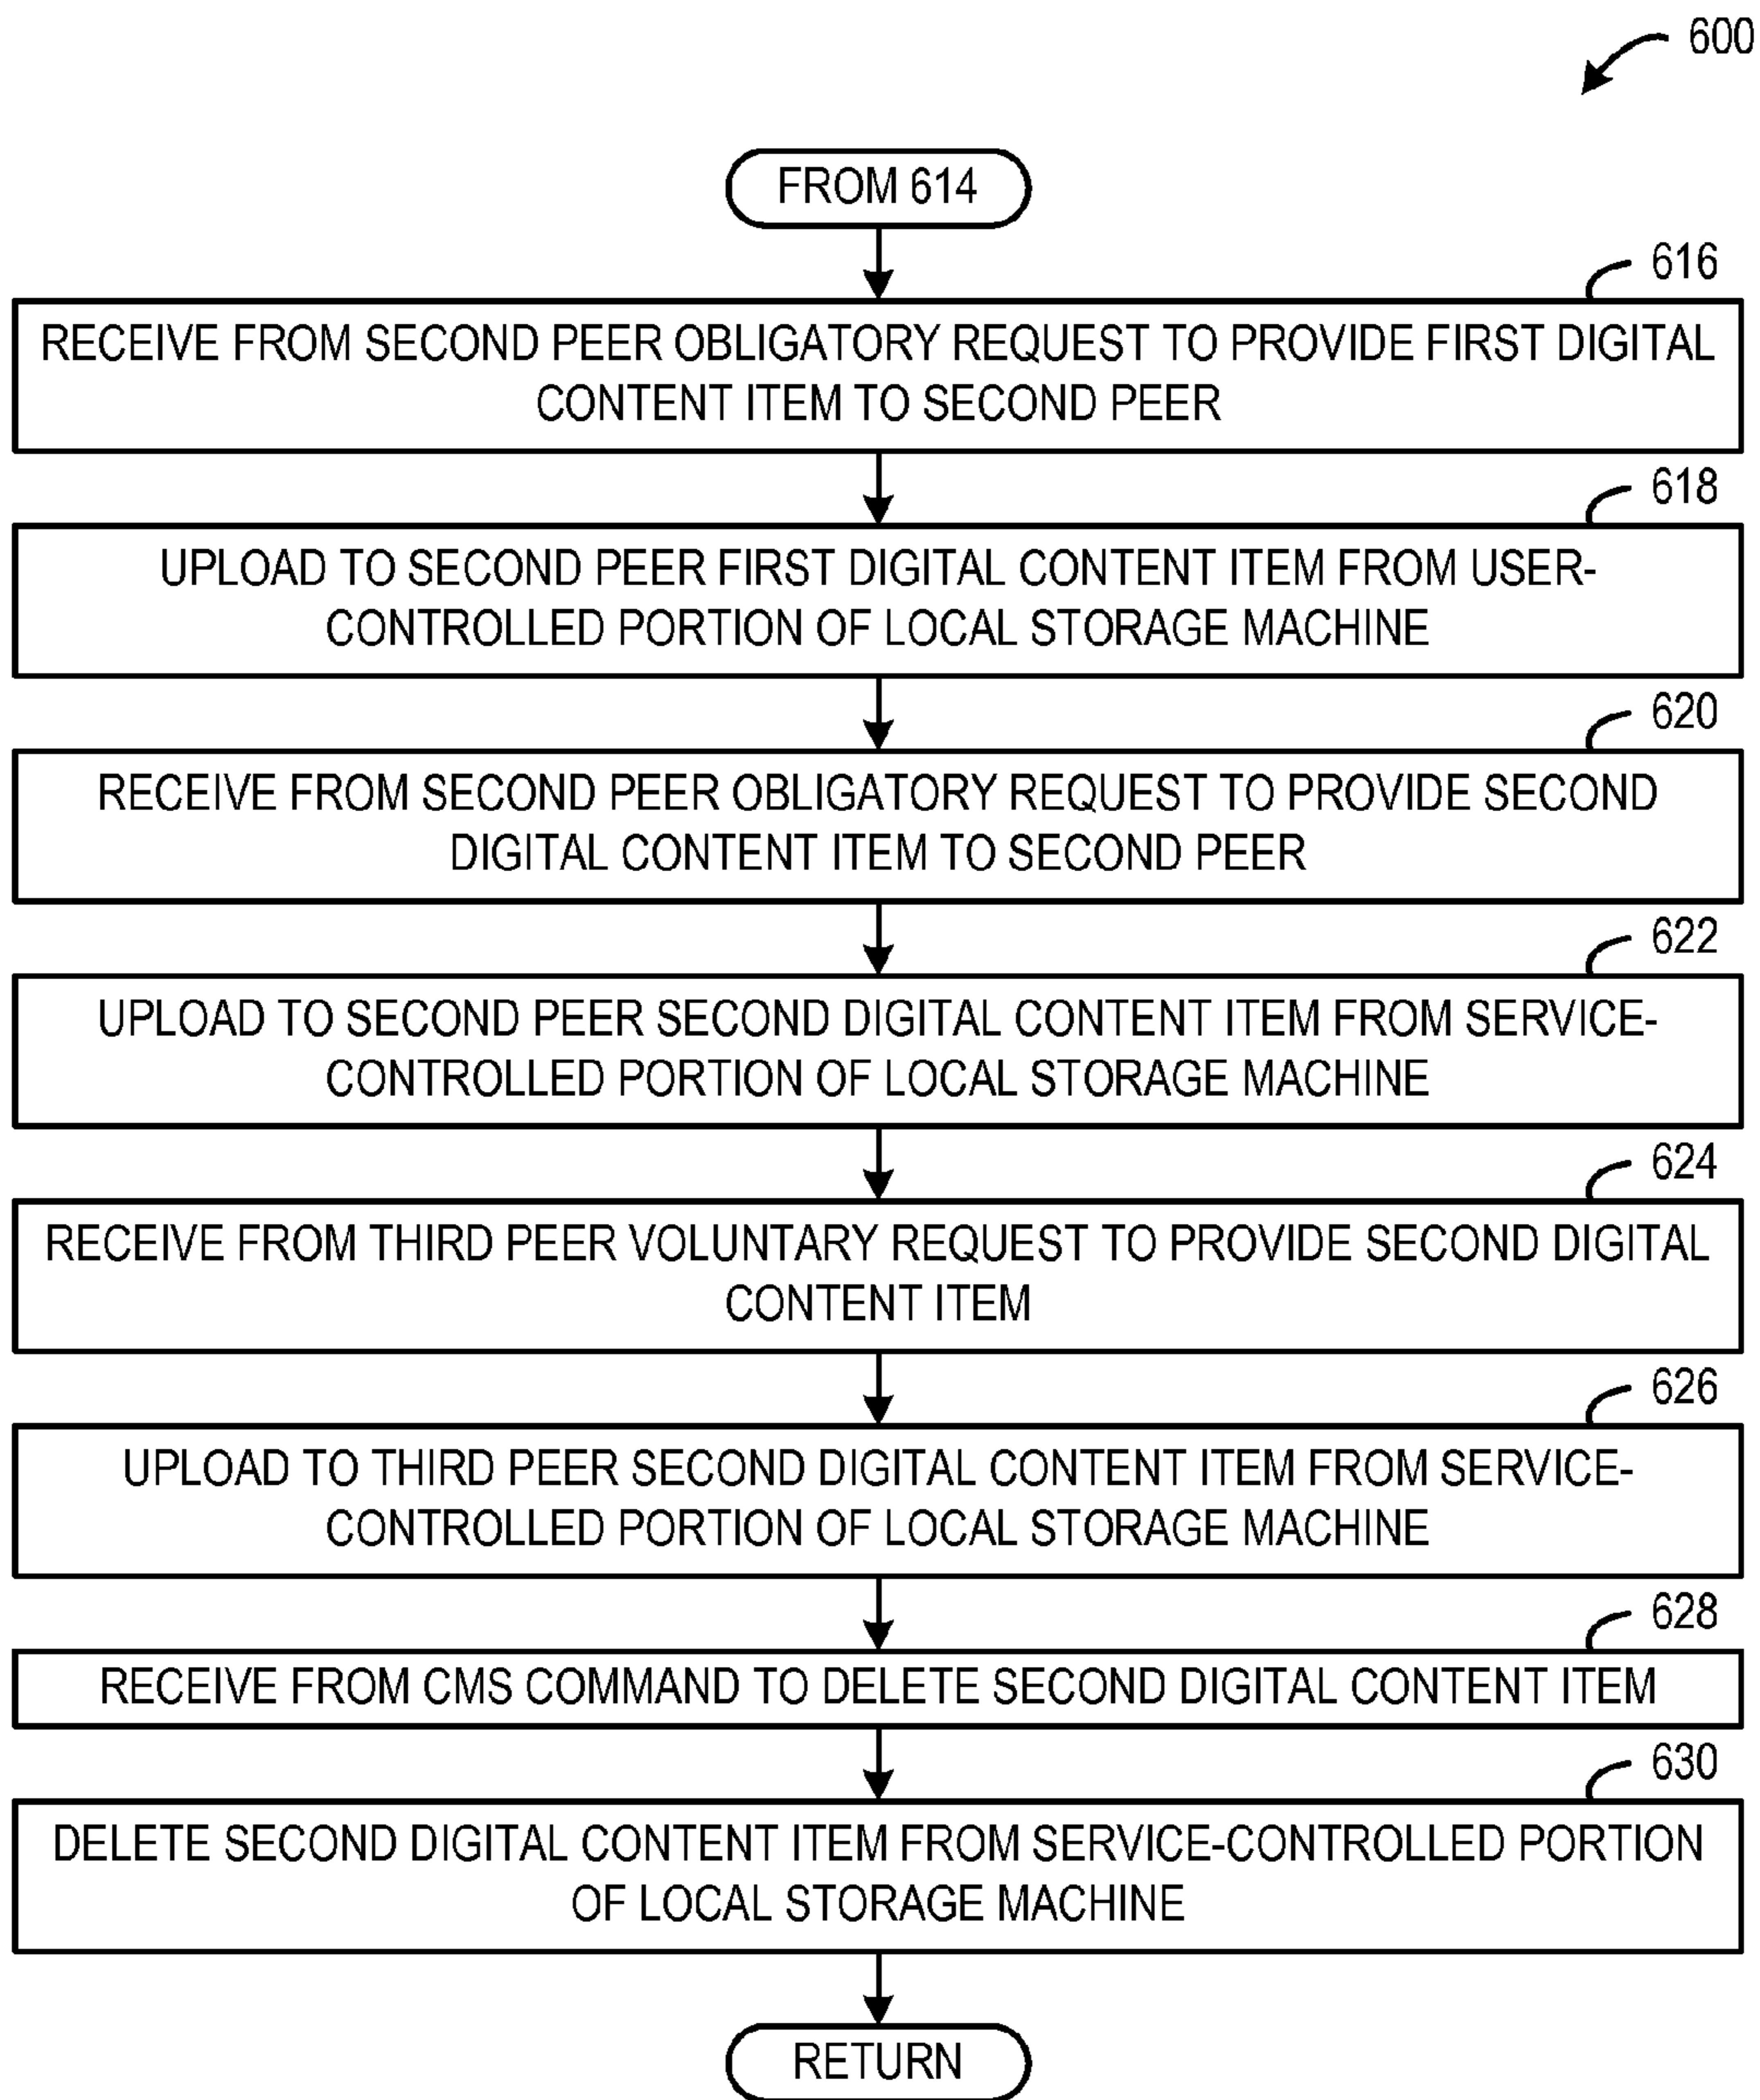 600
FROM 614
616
RECEIVE FROM SECOND PEER OBLIGATORY REQUEST TO PROVIDE FIRST DIGITAL
CONTENT ITEM TO SECOND PEER
618
UPLOAD TO SECOND PEER FIRST DIGITAL CONTENT ITEM FROM USER-
CONTROLLED PORTION OF LOCAL STORAGE MACHINE
620
RECEIVE FROM SECOND PEER OBLIGATORY REQUEST TO PROVIDE SECOND
DIGITAL CONTENT ITEM TO SECOND PEER
622
UPLOAD TO SECOND PEER SECOND DIGITAL CONTENT ITEM FROM SERVICE-
CONTROLLED PORTION OF LOCAL STORAGE MACHINE
624
RECEIVE FROM THIRD PEER VOLUNTARY REQUEST TO PROVIDE SECOND DIGITAL
CONTENT ITEM
626
UPLOAD TO THIRD PEER SECOND DIGITAL CONTENT ITEM FROM SERVICE-
CONTROLLED PORTION OF LOCAL STORAGE MACHINE
628
RECEIVE FROM CMS COMMAND TO DELETE SECOND DIGITAL CONTENT ITEM
630
DELETE SECOND DIGITAL CONTENT ITEM FROM SERVICE-CONTROLLED PORTION
OF LOCAL STORAGE MACHINE
RETURN